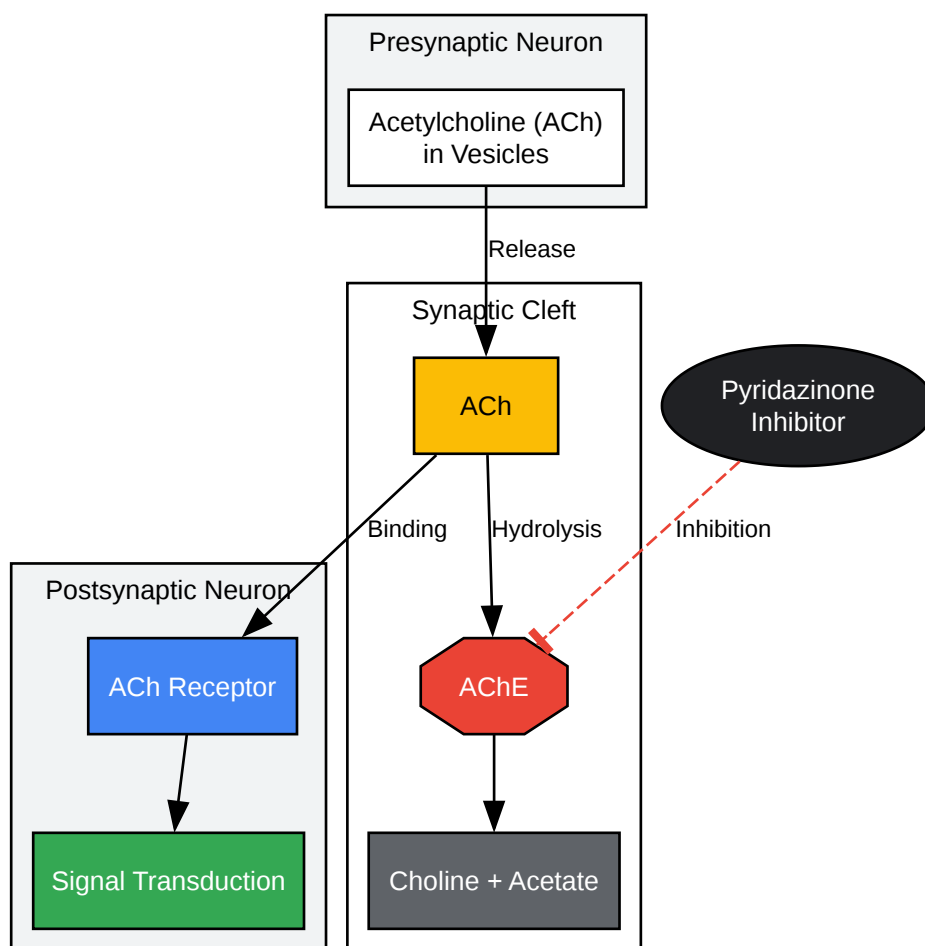 Presynaptic Neuron
Acetylcholine (ACh)
in Vesicles
Release
Synaptic Cleft
ACh
Pyridazinone
Inhibitor
Binding
Hydrolysis
Inhibition
Postsynaptic Neuron
ACh Receptor
AChE
Signal Transduction
Choline + Acetate